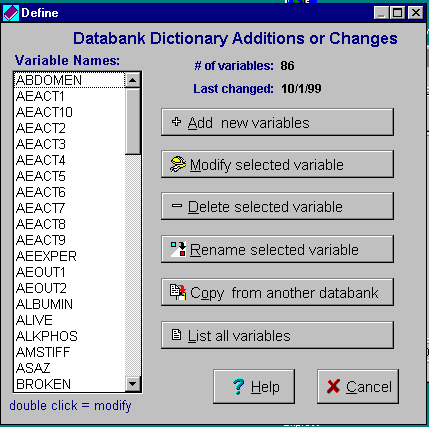 Define
Databank Dictionary Additions or Changes
Variable Names:
# of variables: 86
Last changed: 10/1/99
ABDOMEN
AEACT1
AEACT10
AEACT2
AEACT3
AEACT4
AEACT5
AEACT6
AEACT7
AEACT8
AEACT9
AEEXPER
AEOUT1
AEOUT2
ALBUMIN
ALIVE
ALKPHOS
AMSTIFF
ASAZ
BROKEN
double click = modify
Add new variables
Modify selected variable
Delete selected variable
Rename selected variable
Copy from another databank
List all variables
? Help
Cancel